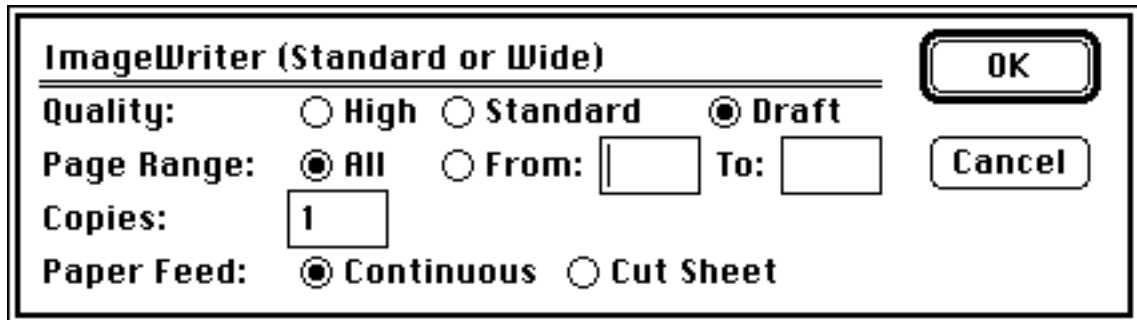 ImageWriter (Standard or Wide)
OK
Quality: High Standard Draft
Page Range: All From: To:
Cancel
Copies: 1
Paper Feed: Continuous Cut Sheet